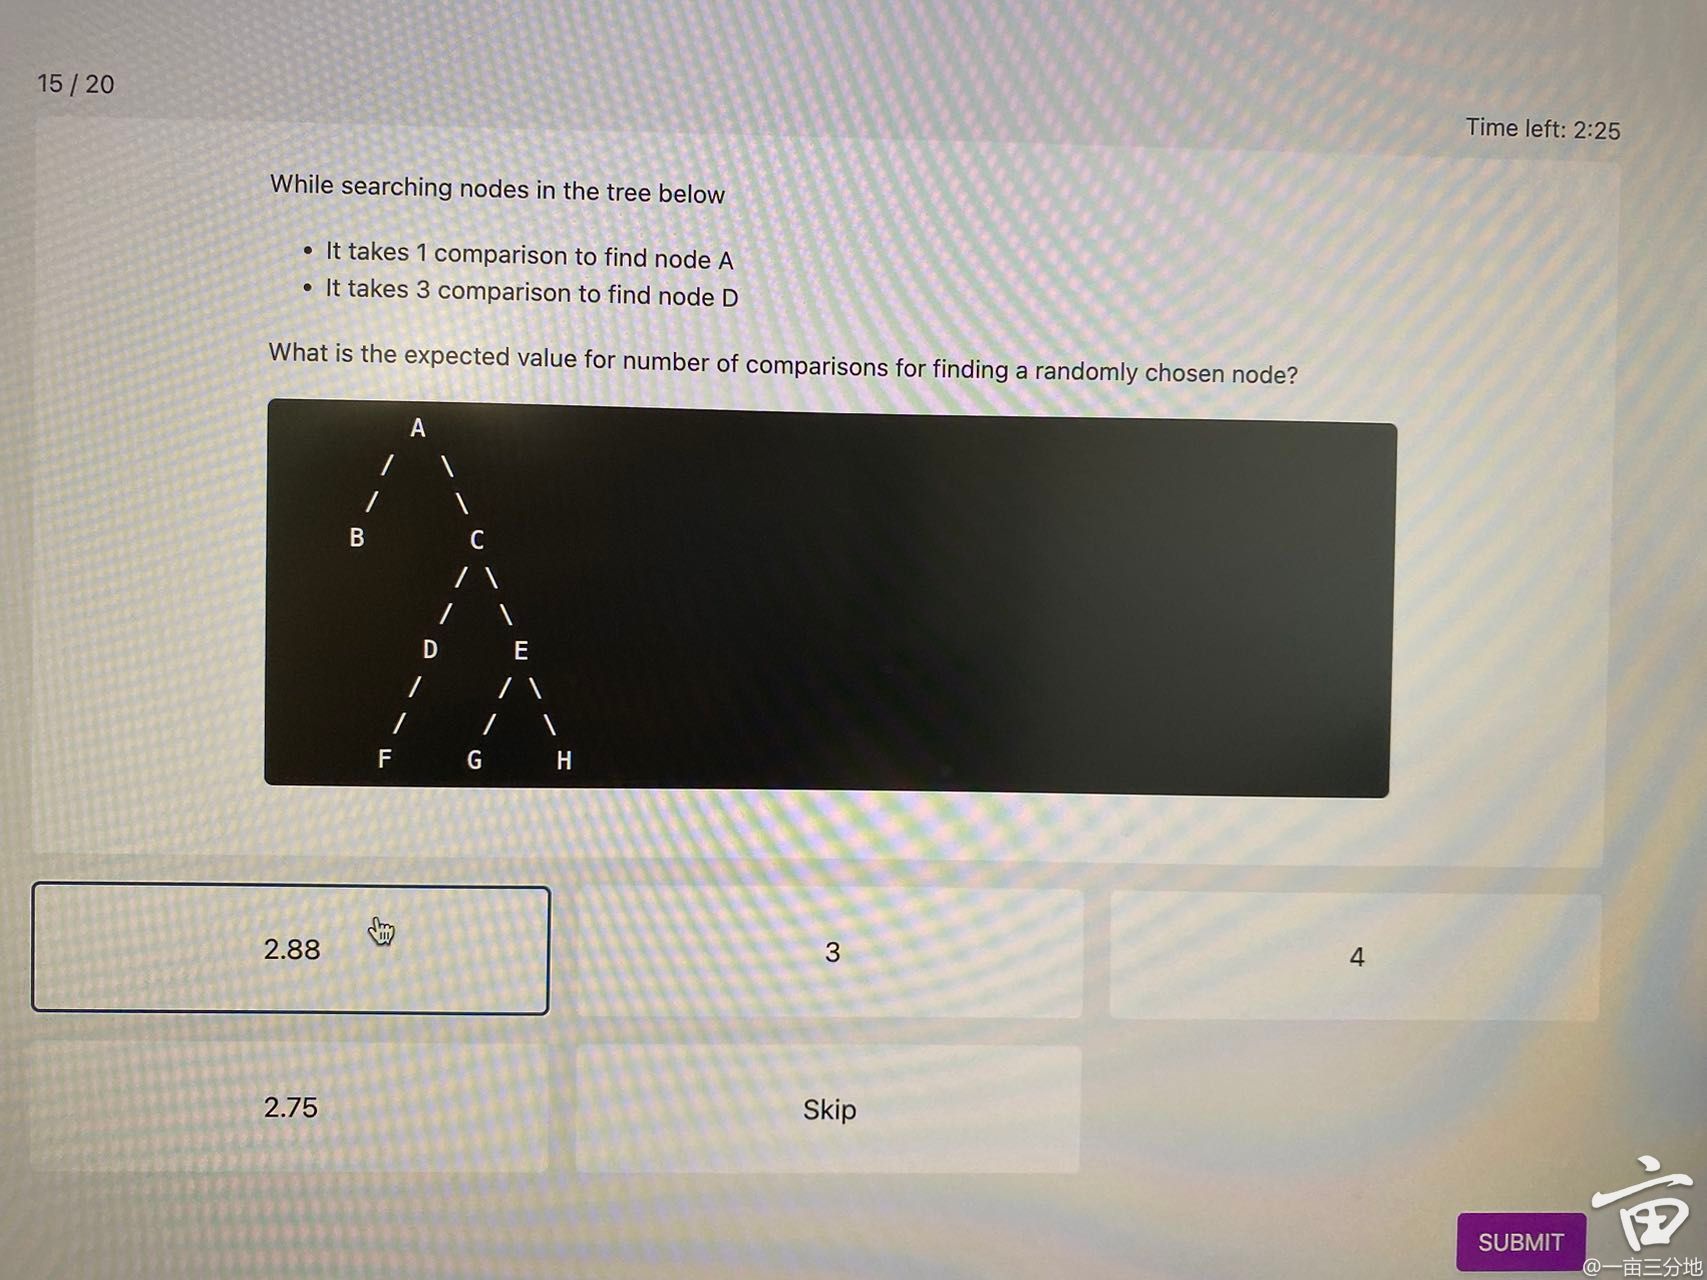 15 / 20
Time left: 2:25
While searching nodes in the tree below
• It takes 1 comparison to find node A
• It takes 3 comparison to find node D
What is the expected value for number of comparisons for finding a randomly chosen node?
A
/ \
/ \
B C
/ \
/ \
D E
/ / \
/ / \
F G H
2.88
3
4
2.75
Skip
SUBMIT
亩
@一亩三分地